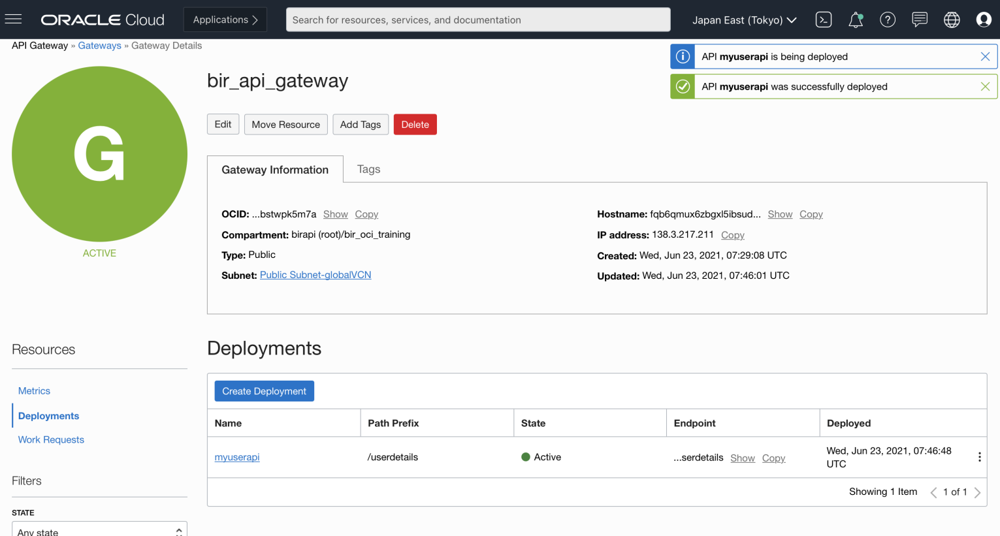 ORACLE Cloud
Applications
Search for resources, services, and documentation
Japan East (Tokyo)
API Gateway » Gateways » Gateway Details
API myuserapi is being deployed
API myuserapi was successfully deployed
G
ACTIVE
bir_api_gateway
Edit
Move Resource
Add Tags
Delete
Gateway Information
Tags
OCID: ...bstwpk5m7a Show Copy
Compartment: birapi (root)/bir_oci_training
Type: Public
Subnet: Public Subnet-globalVCN
Hostname: fqb6qmux6zbgxl5ibsud... Show Copy
IP address: 138.3.217.211 Copy
Created: Wed, Jun 23, 2021, 07:29:08 UTC
Updated: Wed, Jun 23, 2021, 07:46:01 UTC
Resources
Metrics
Deployments
Work Requests
Filters
STATE
Any state
Deployments
Create Deployment
Name Path Prefix State Endpoint Deployed
myuserapi /userdetails Active ...serdetails Show Copy Wed, Jun 23, 2021, 07:46:48
UTC
Showing 1 Item 1 of 1